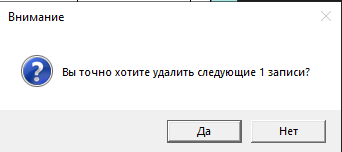 Внимание
Вы точно хотите удалить следующие 1 записи?
Да
Нет